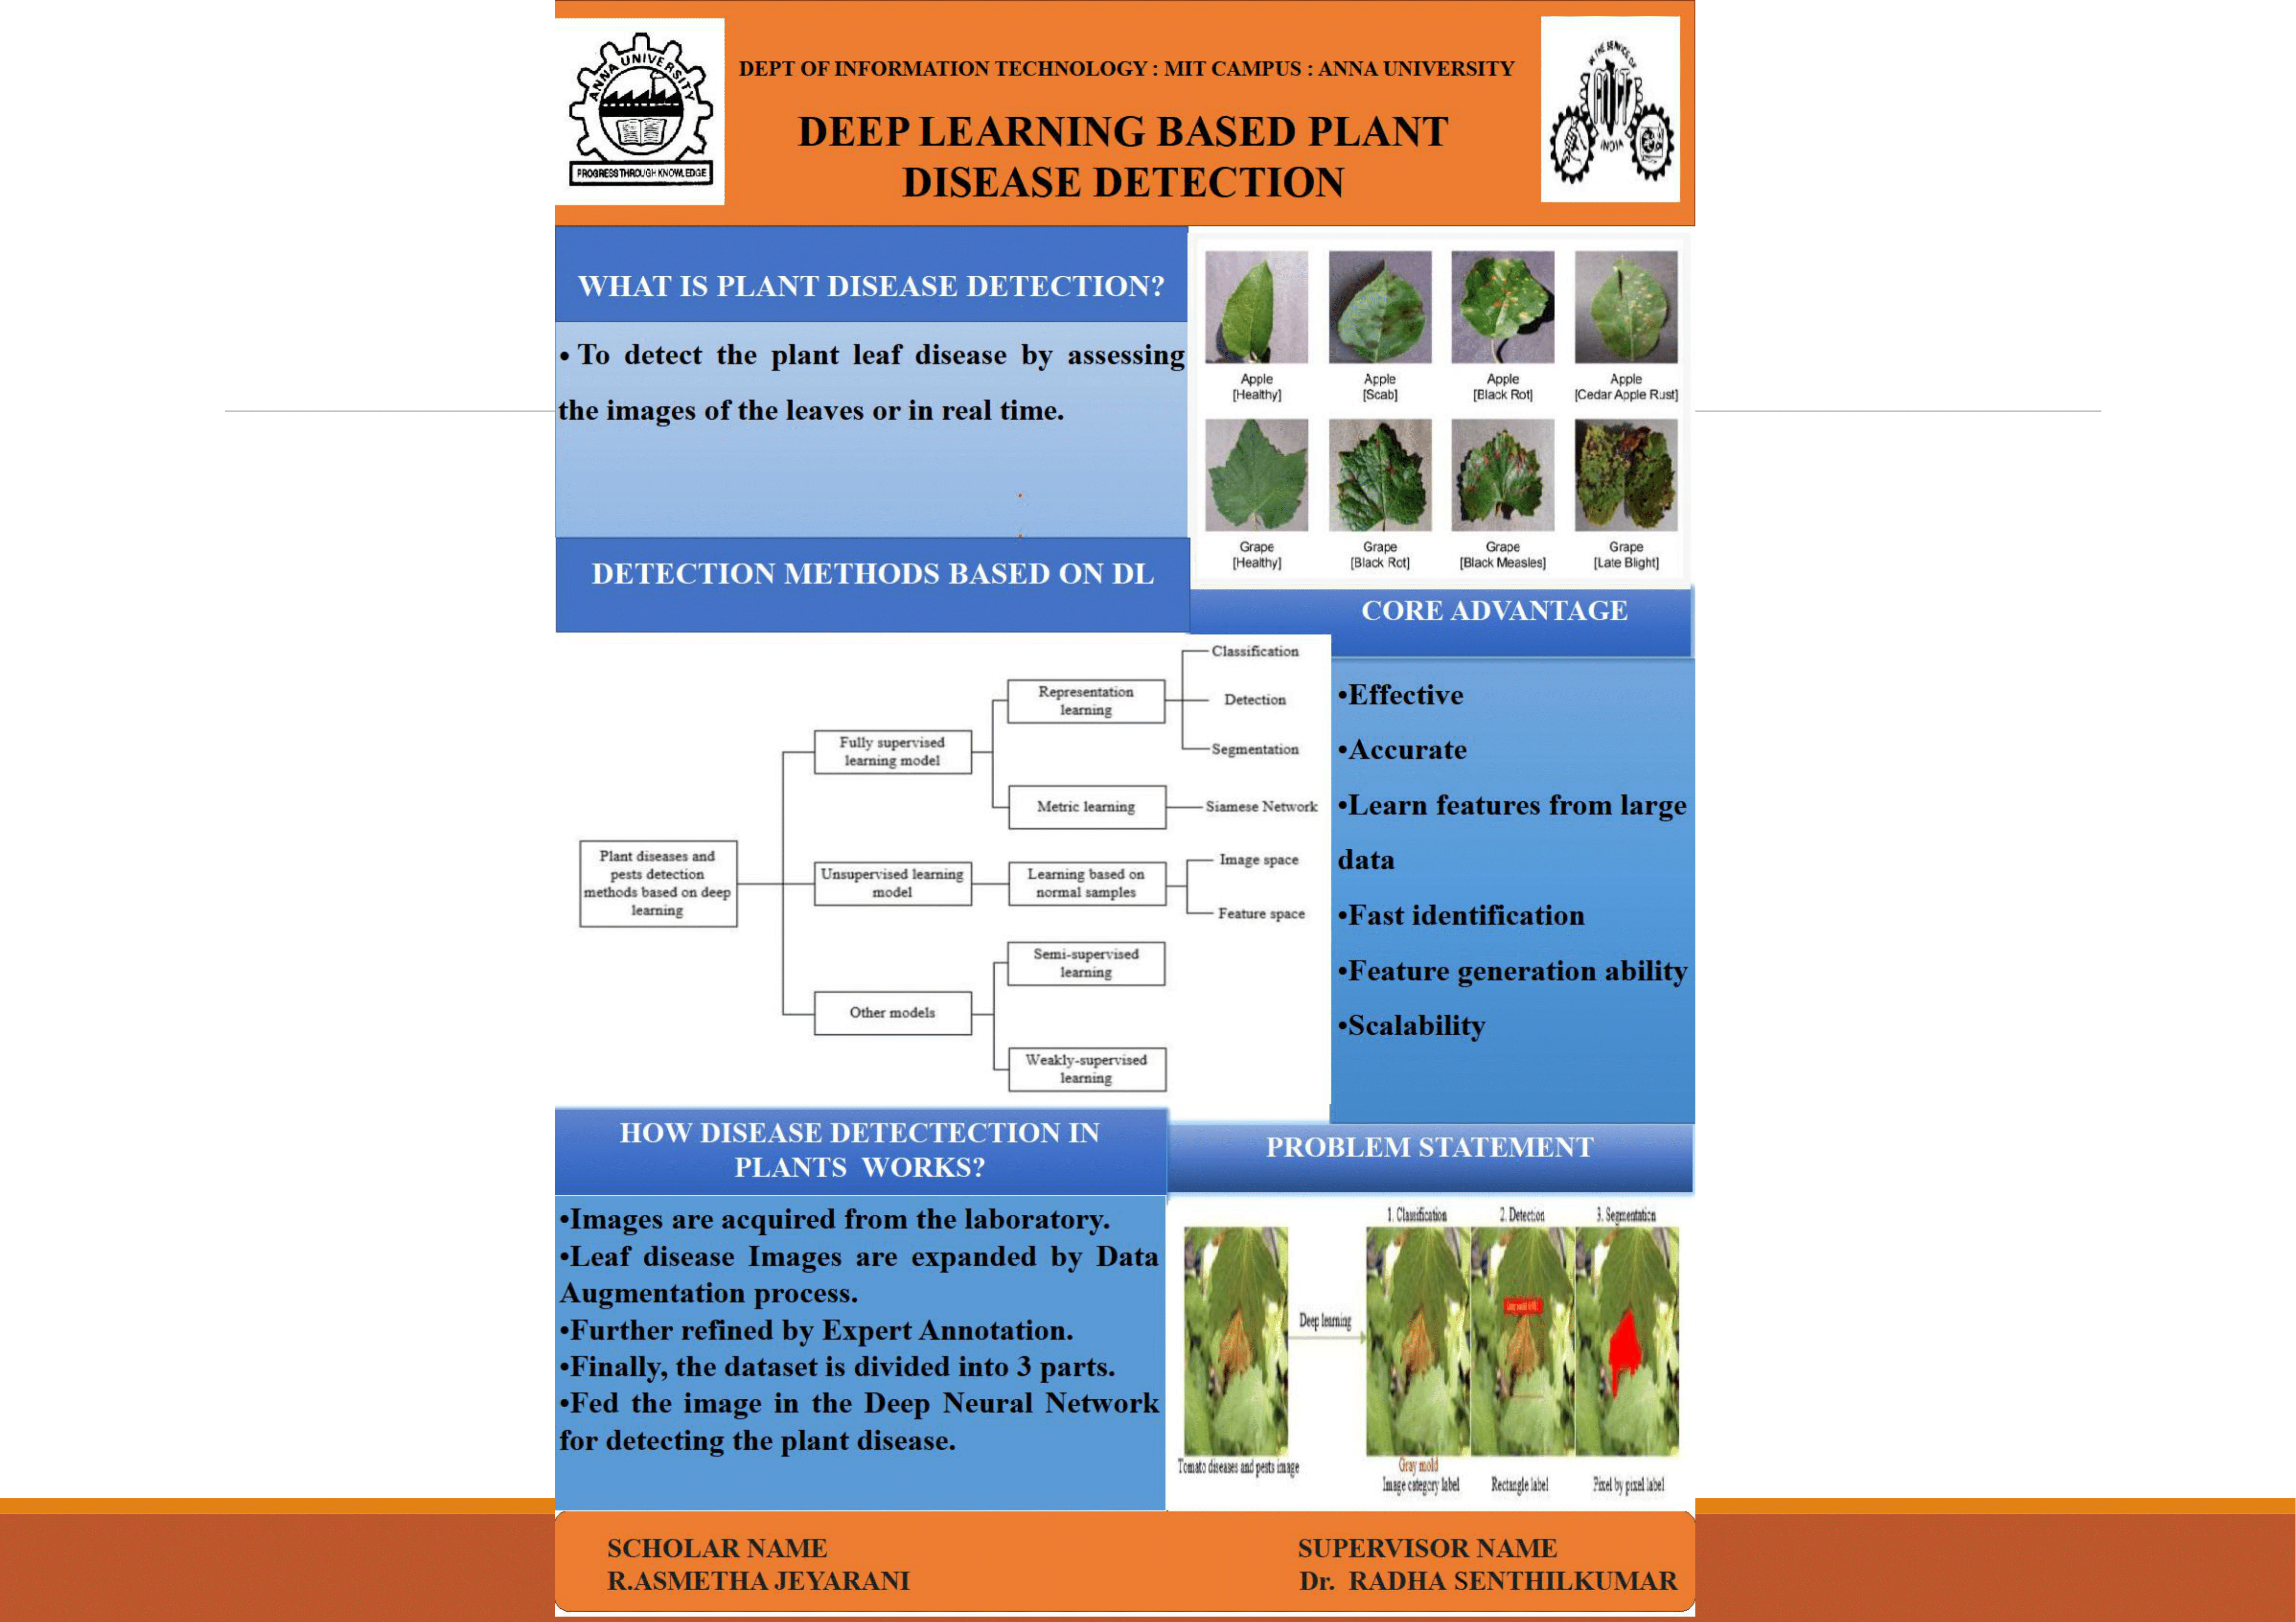 ANNA UNIVERSITY
PROGRESS THROUGH KNOWLEDGE
DEPT OF INFORMATION TECHNOLOGY : MIT CAMPUS : ANNA UNIVERSITY
DEEP LEARNING BASED PLANT
DISEASE DETECTION
IN THE SERVICE OF
MIT
INDIA
WHAT IS PLANT DISEASE DETECTION?
• To detect the plant leaf disease by assessing
the images of the leaves or in real time.
Apple
[Healthy]
Apple
[Scab]
Apple
[Black Rot]
Apple
[Cedar Apple Rust]
Grape
[Healthy]
Grape
[Black Rot]
Grape
[Black Measles]
Grape
[Late Blight]
DETECTION METHODS BASED ON DL
Plant diseases and
pests detection
methods based on deep
learning
Fully supervised
learning model
Representation
learning
Classification
Detection
Segmentation
Metric learning
Siamese Network
Unsupervised learning
model
Learning based on
normal samples
Image space
Feature space
Other models
Semi-supervised
learning
Weakly-supervised
learning
CORE ADVANTAGE
•Effective
•Accurate
•Learn features from large
data
•Fast identification
•Feature generation ability
•Scalability
HOW DISEASE DETECTECTION IN
PLANTS WORKS?
•Images are acquired from the laboratory.
•Leaf disease Images are expanded by Data
Augmentation process.
•Further refined by Expert Annotation.
•Finally, the dataset is divided into 3 parts.
•Fed the image in the Deep Neural Network
for detecting the plant disease.
PROBLEM STATEMENT
1. Classification
2. Detection
3. Segmentation
Deep learning
Tomato diseases and pests image
Gray mold
Image category label
Rectangle label
Pixel by pixel label
SCHOLAR NAME
R.ASMETHA JEYARANI
SUPERVISOR NAME
Dr. RADHA SENTHILKUMAR